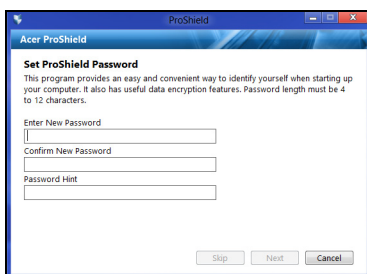 ProShield
Acer ProShield
Set ProShield Password
This program provides an easy and convenient way to identify yourself when starting up
your computer. It also has useful data encryption features. Password length must be 4
to 12 characters.
Enter New Password
Confirm New Password
Password Hint
Skip
Next
Cancel